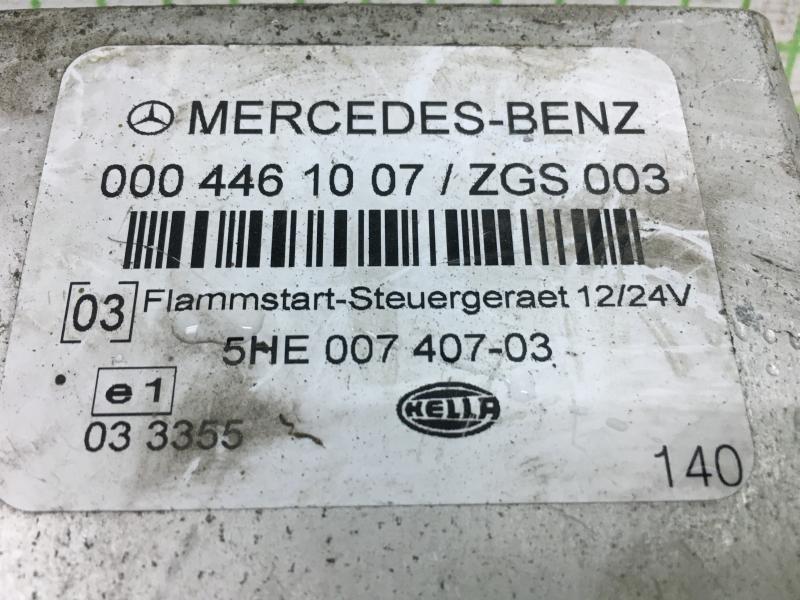 MERCEDES-BENZ
000 446 10 07 / ZGS 003
03 Flammstart-Steuergeraet 12/24V
5HE 007 407-03
e1
HELLA
03 3355
140